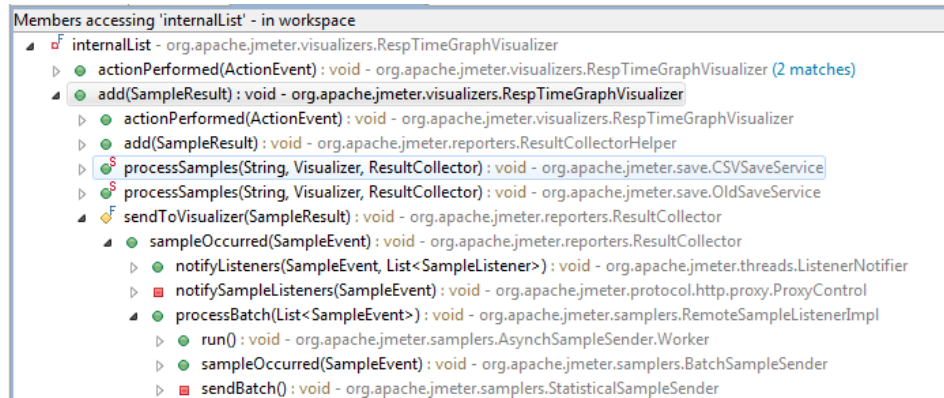 Members accessing 'internalList' - in workspace
F internalList - org.apache.jmeter.visualizers.RespTimeGraphVisualizer
actionPerformed(ActionEvent) : void - org.apache.jmeter.visualizers.RespTimeGraphVisualizer (2 matches)
add(SampleResult) : void - org.apache.jmeter.visualizers.RespTimeGraphVisualizer
actionPerformed(ActionEvent) : void - org.apache.jmeter.visualizers.RespTimeGraphVisualizer
add(SampleResult) : void - org.apache.jmeter.reporters.ResultCollectorHelper
S processSamples(String, Visualizer, ResultCollector) : void - org.apache.jmeter.save.CSVSaveService
S processSamples(String, Visualizer, ResultCollector) : void - org.apache.jmeter.save.OldSaveService
F sendToVisualizer(SampleResult) : void - org.apache.jmeter.reporters.ResultCollector
sampleOccurred(SampleEvent) : void - org.apache.jmeter.reporters.ResultCollector
notifyListeners(SampleEvent, List<SampleListener>) : void - org.apache.jmeter.threads.ListenerNotifier
notifySampleListeners(SampleEvent) : void - org.apache.jmeter.protocol.http.proxy.ProxyControl
processBatch(List<SampleEvent>) : void - org.apache.jmeter.samplers.RemoteSampleListenerImpl
run() : void - org.apache.jmeter.samplers.AsynchSampleSender.Worker
sampleOccurred(SampleEvent) : void - org.apache.jmeter.samplers.BatchSampleSender
sendBatch() : void - org.apache.jmeter.samplers.StatisticalSampleSender